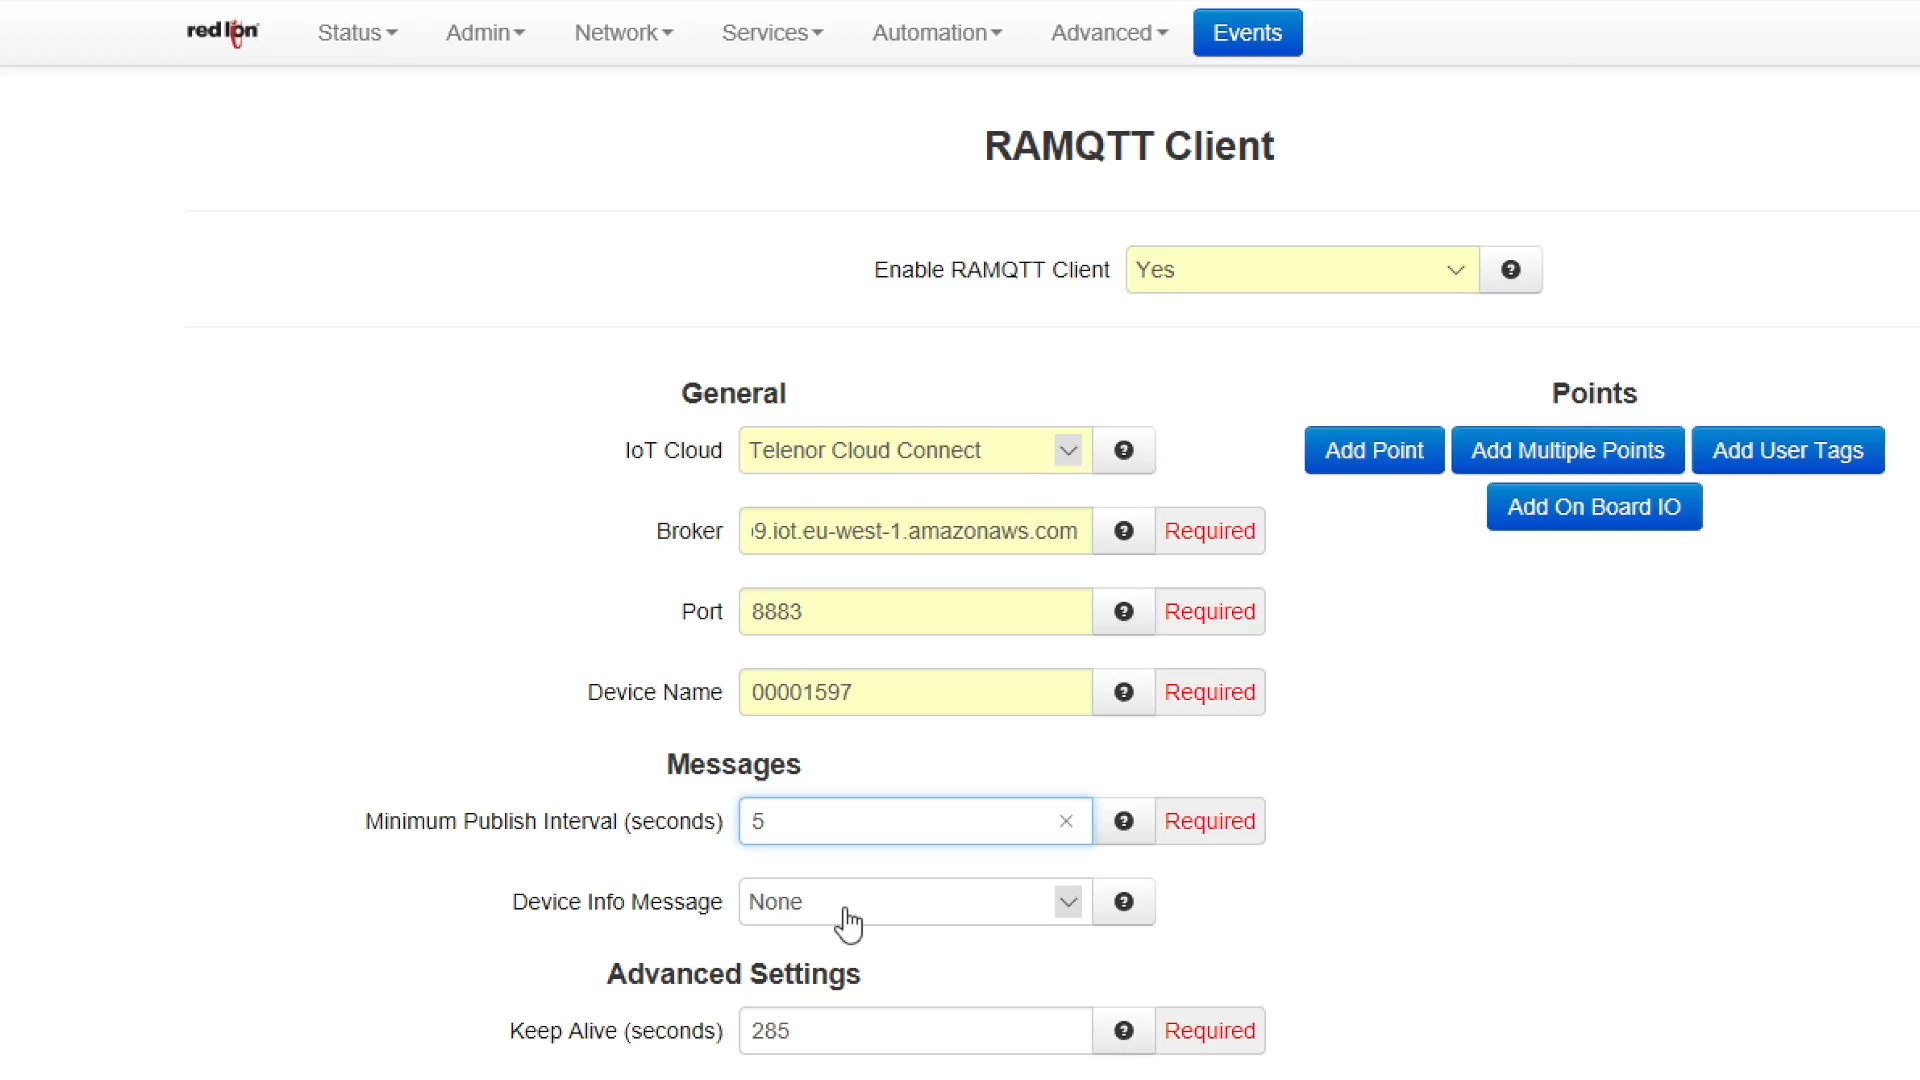 red lion Status Admin Network Services Automation Advanced Events
RAMQTT Client
Enable RAMQTT Client Yes
General
IoT Cloud Telenor Cloud Connect
Broker 9.iot.eu-west-1.amazonaws.com Required
Port 8883 Required
Device Name 00001597 Required
Messages
Minimum Publish Interval (seconds) 5 Required
Device Info Message None
Advanced Settings
Keep Alive (seconds) 285 Required
Points
Add Point Add Multiple Points Add User Tags
Add On Board IO